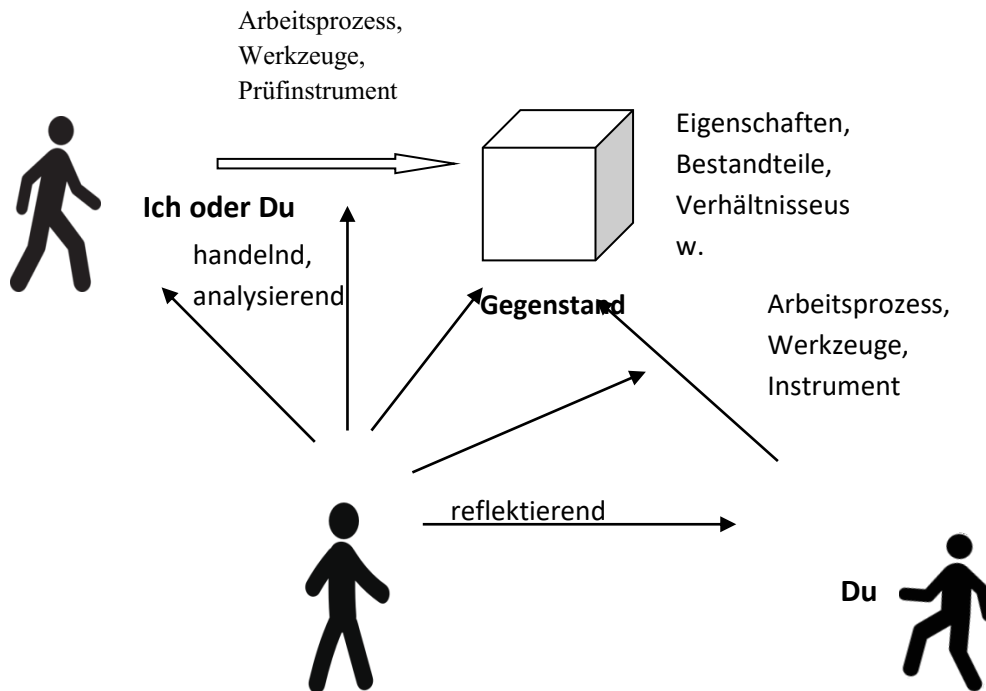 Arbeitsprozess,
Werkzeuge,
Prüfinstrument
Eigenschaften,
Bestandteile,
Verhältnisseus
w.
Ich oder Du
handelnd,
analysierend
Gegenstand
Arbeitsprozess,
Werkzeuge,
Instrument
reflektierend
Du